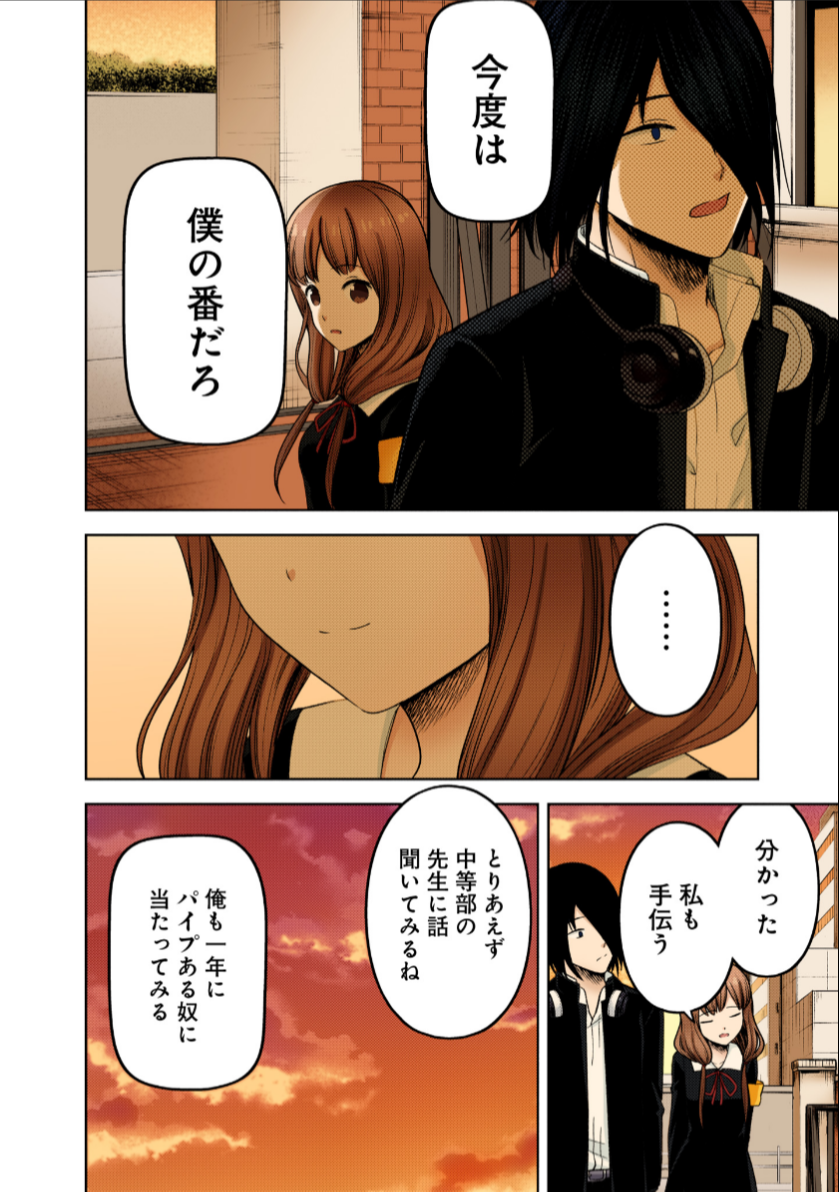 今度は
僕の番だろ
……
分かった
私も
手伝う
とりあえず
中等部の
先生に話
聞いてみるね
俺も一年に
パイプある奴に
当たってみる